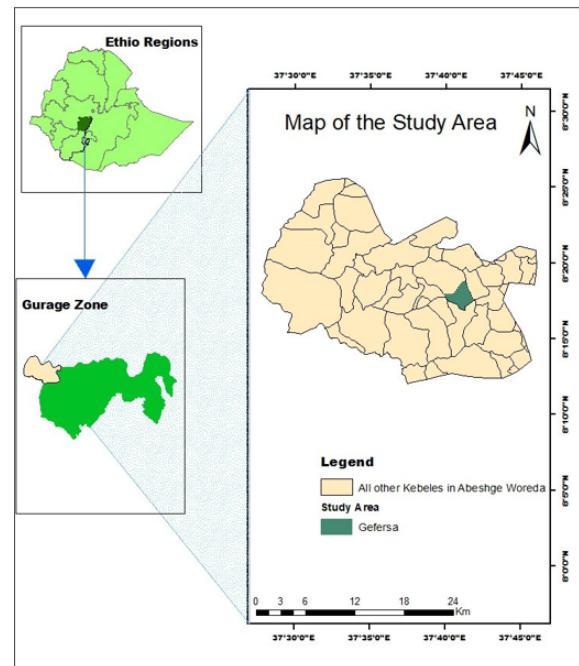 Ethio Regions
Gurage Zone
37°30'0"E 37°35'0"E 37°40'0"E 37°45'0"E
Map of the Study Area
N
8°30'0"N
8°25'0"N
8°20'0"N
8°15'0"N
8°10'0"N
8°5'0"N
8°0'0"N
Legend
All other Kebeles in Abeshge Woreda
Study Area
Gefersa
0 3 6 12 18 24
Km
37°30'0"E 37°35'0"E 37°40'0"E 37°45'0"E